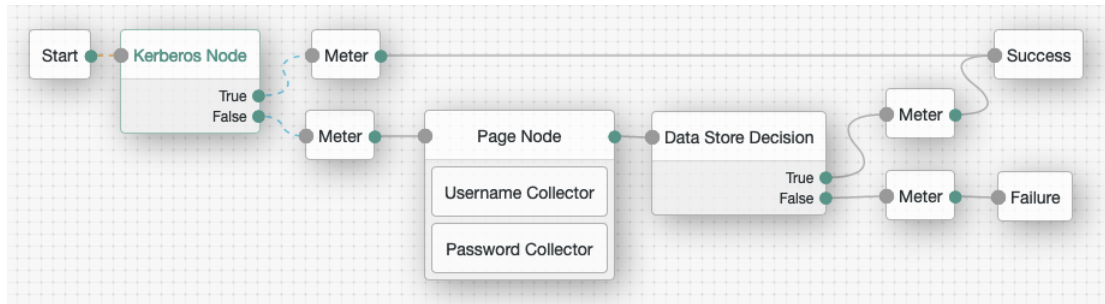 Start
Kerberos Node
True
False
Meter
Meter
Page Node
Username Collector
Password Collector
Data Store Decision
True
False
Meter
Meter
Success
Failure